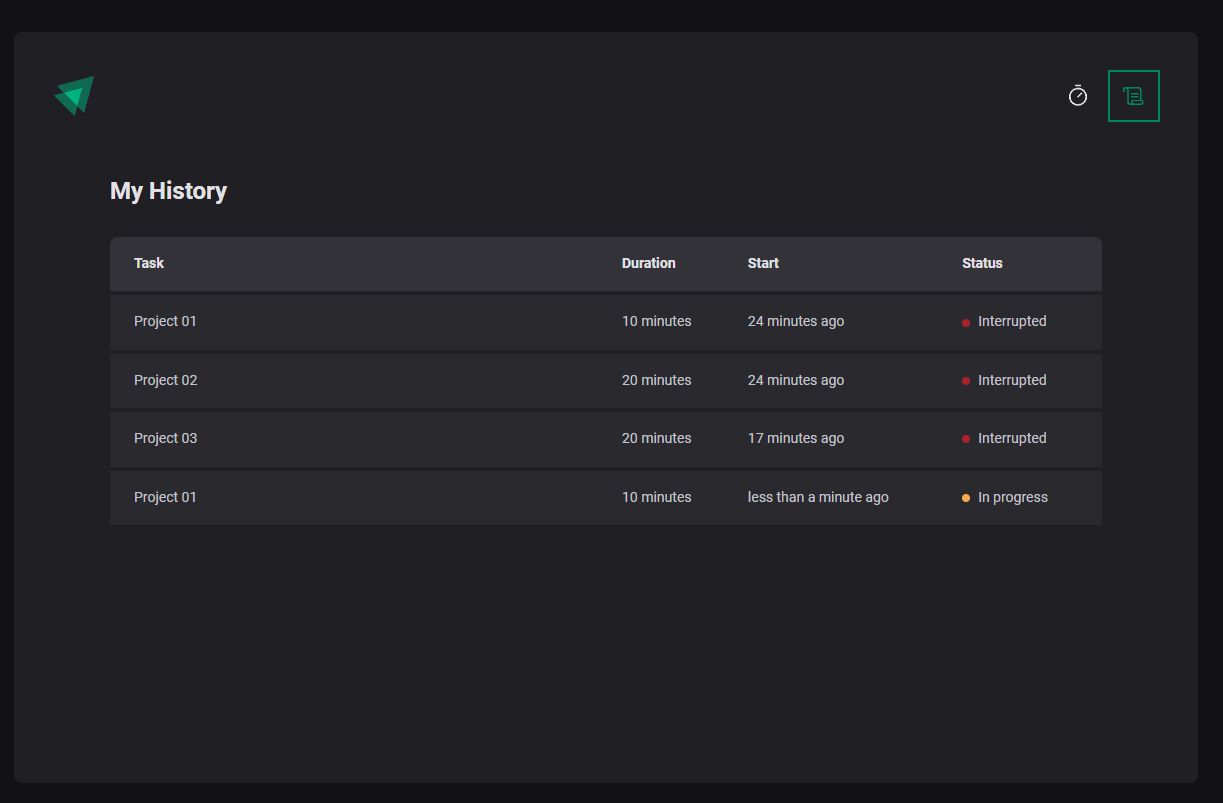 My History
Task Duration Start Status
Project 01 10 minutes 24 minutes ago Interrupted
Project 02 20 minutes 24 minutes ago Interrupted
Project 03 20 minutes 17 minutes ago Interrupted
Project 01 10 minutes less than a minute ago In progress